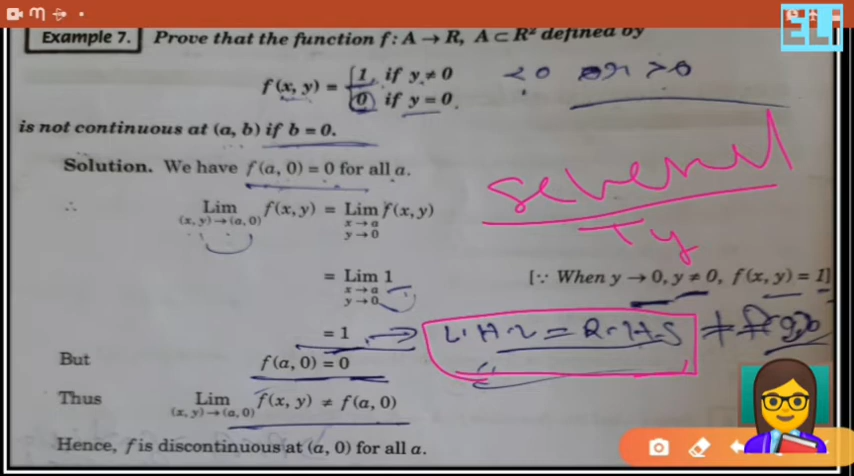 EL
Example 7. Prove that the function f : A → R, A ⊂ R² defined by
f(x, y) = { 1, if y ≠ 0
0 if y = 0.
< 0 or > 0
is not continuous at (a, b) if b = 0.
Solution. We have f(a, 0) = 0 for all a.
∴ Lim (x, y) → (a, 0) f(x, y) = Lim x → a y → 0 f(x, y)
= Lim x → a y → 0 1 [∵ When y → 0, y ≠ 0, f(x, y) = 1]
= 1
But f(a, 0) = 0
Thus Lim (x, y) → (a, 0) f(x, y) ≠ f(a, 0)
Hence, f is discontinuous at (a, 0) for all a.